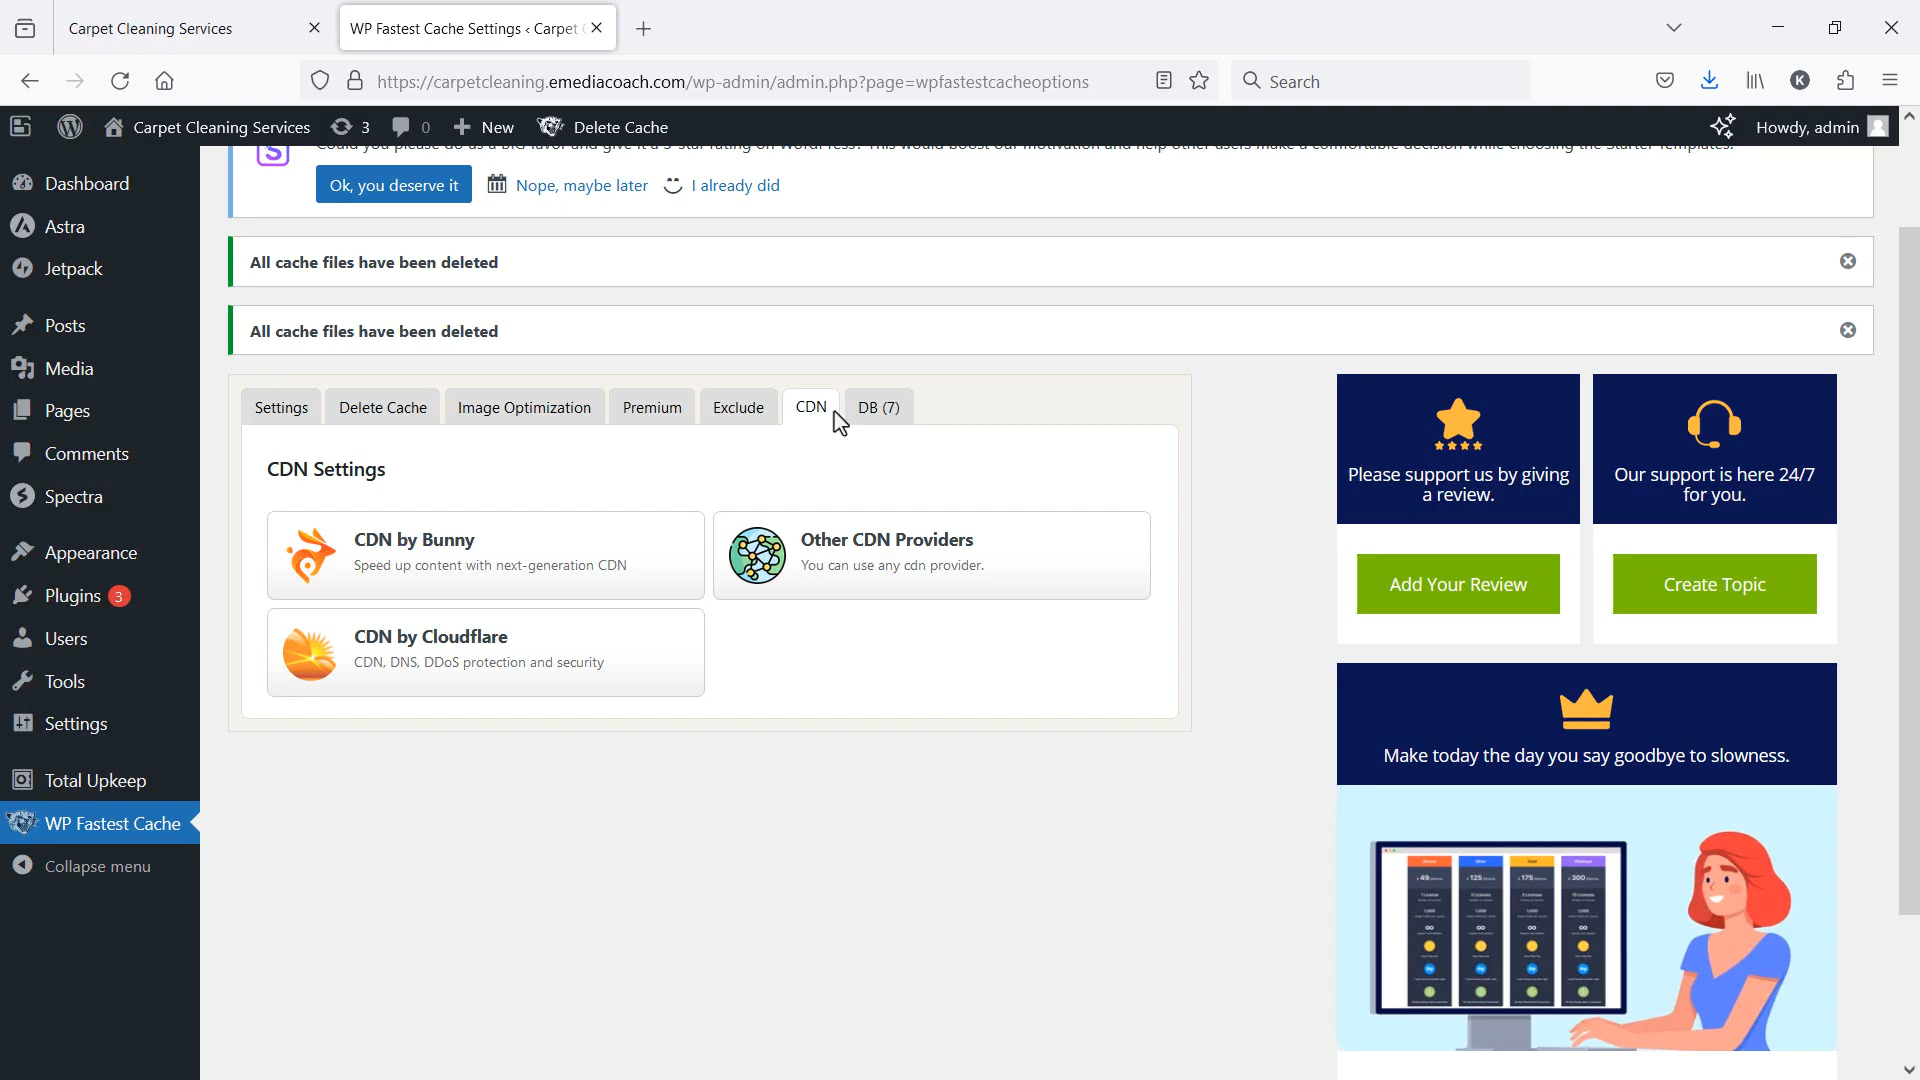 Carpet Cleaning Services
WP Fastest Cache Settings ‹ Carpet
https://carpetcleaning.emediacoach.com/wp-admin/admin.php?page=wpfastestcacheoptions
Search
K
Carpet Cleaning Services
3
0
New
Delete Cache
Howdy, admin
Dashboard
Astra
Jetpack
Posts
Media
Pages
Comments
Spectra
Appearance
Plugins 3
Users
Tools
Settings
Total Upkeep
WP Fastest Cache
Collapse menu
Could you please do us a BIG favor and give it a 5-star rating on WordPress? This would boost our motivation and help other users make a comfortable decision while choosing the Starter Templates.
Ok, you deserve it
Nope, maybe later
I already did
All cache files have been deleted
All cache files have been deleted
Settings
Delete Cache
Image Optimization
Premium
Exclude
CDN
DB (7)
CDN Settings
CDN by Bunny
Speed up content with next-generation CDN
Other CDN Providers
You can use any cdn provider.
CDN by Cloudflare
CDN, DNS, DDoS protection and security
Please support us by giving
a review.
Add Your Review
Our support is here 24/7
for you.
Create Topic
Make today the day you say goodbye to slowness.
49
125
175
300